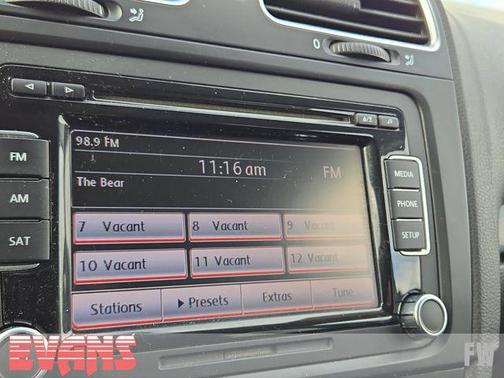 0
A/Z
98.9 FM
11:16 am
FM
The Bear
FM
AM
SAT
MEDIA
PHONE
SETUP
7 Vacant 8 Vacant 9 Vacant
10 Vacant 11 Vacant 12 Vacant
Stations Presets Extras Tune
EVANS
FW